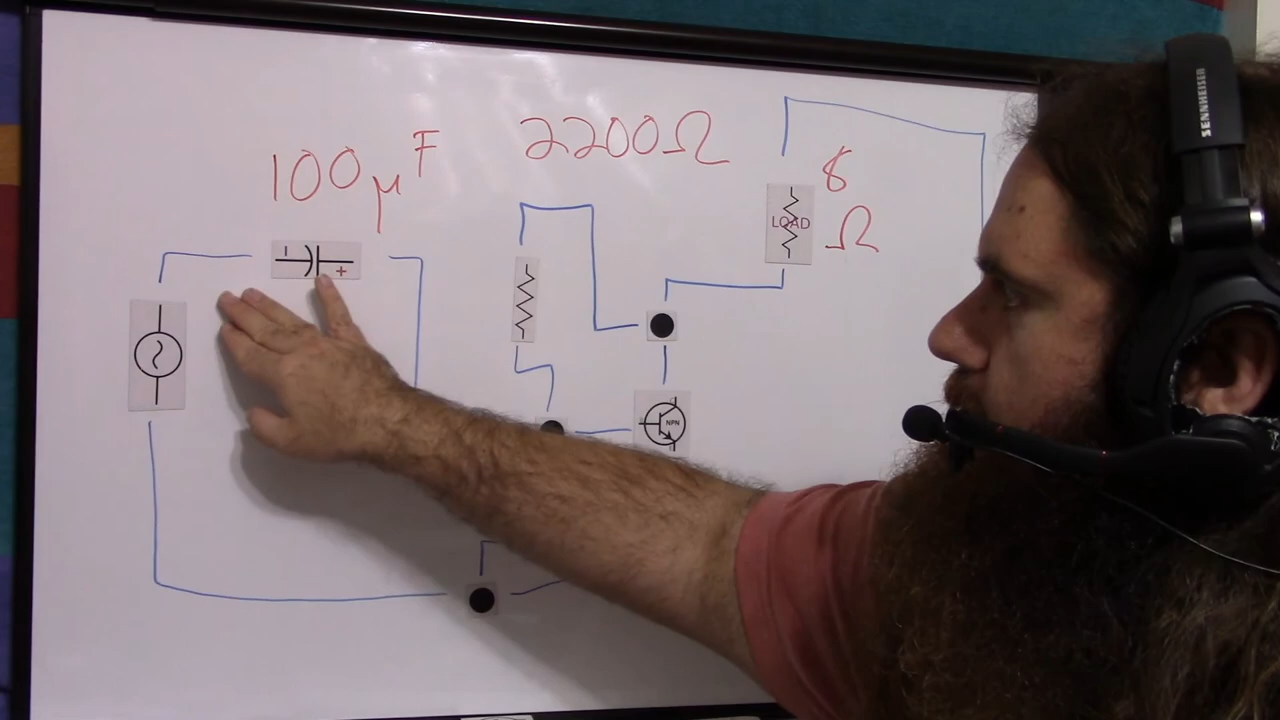 100μF
2200Ω
8
Ω
LOAD
- +
NPN
SENNHEISER